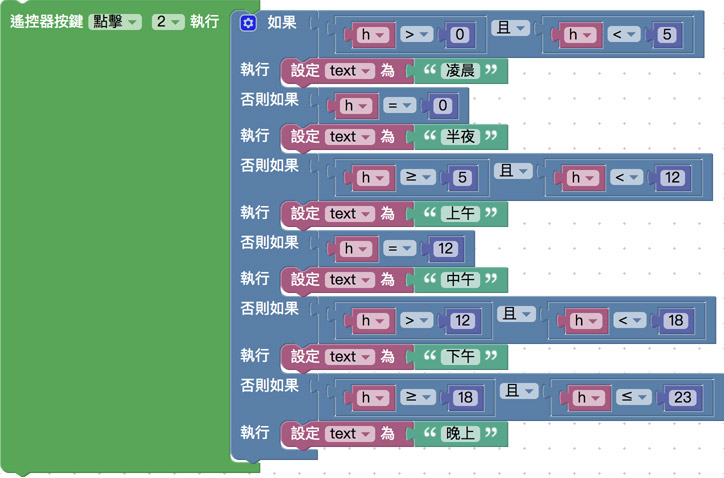 遙控器按鍵 點擊 2 執行 如果 h > 0 且 h < 5
執行 設定 text 為 “ 凌晨 ”
否則如果 h = 0
執行 設定 text 為 “ 半夜 ”
否則如果 h ≥ 5 且 h < 12
執行 設定 text 為 “ 上午 ”
否則如果 h = 12
執行 設定 text 為 “ 中午 ”
否則如果 h > 12 且 h < 18
執行 設定 text 為 “ 下午 ”
否則如果 h ≥ 18 且 h ≤ 23
執行 設定 text 為 “ 晚上 ”